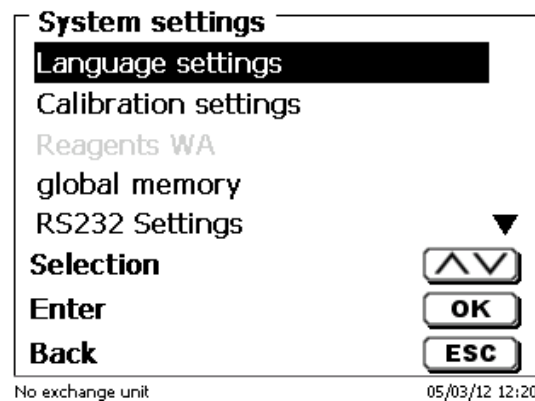 System settings
Language settings
Calibration settings
Reagents WA
global memory
RS232 Settings
Selection
Enter OK
Back ESC
No exchange unit 05/03/12 12:20